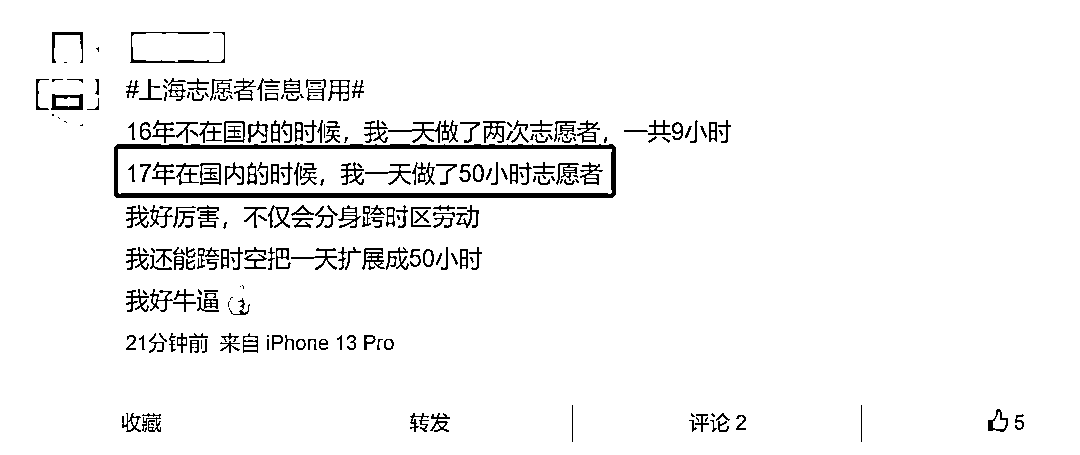 #上海志愿者信息冒用#
16年不在国内的时候，我一天做了两次志愿者，一共9小时
17年在国内的时候，我一天做了50小时志愿者
我好厉害，不仅会分身跨时区劳动
我还能跨时空把一天扩展成50小时
我好牛逼
21分钟前 来自 iPhone 13 Pro
收藏 转发 评论 2 5